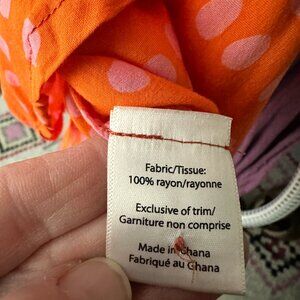 Fabric/Tissue:
100% rayon/rayonne
Exclusive of trim/
Garniture non comprise
Made in Ghana
Fabriqué au Ghana